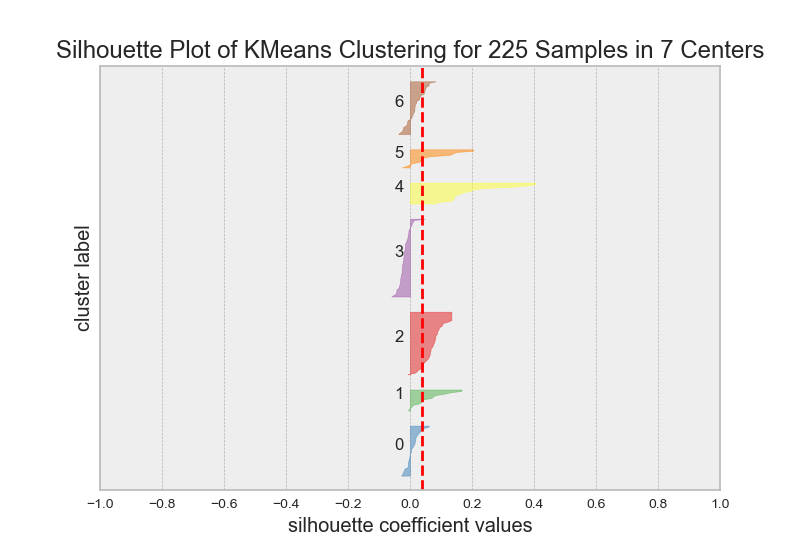 Silhouette Plot of KMeans Clustering for 225 Samples in 7 Centers
cluster label
6
5
4
3
2
1
0
−1.0 −0.8 −0.6 −0.4 −0.2 0.0 0.2 0.4 0.6 0.8 1.0
silhouette coefficient values